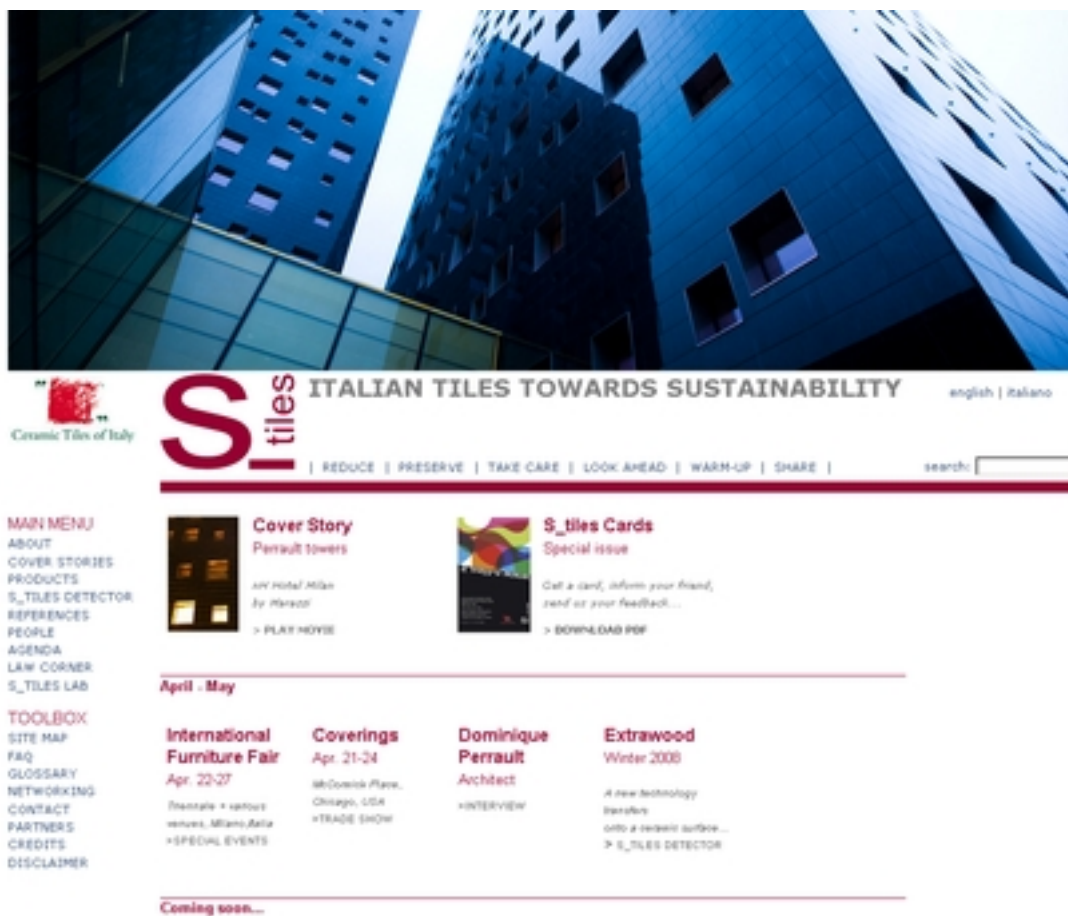 Ceramic Tiles of Italy
S_tiles
ITALIAN TILES TOWARDS SUSTAINABILITY
english | italiano
| REDUCE | PRESERVE | TAKE CARE | LOOK AHEAD | WARM-UP | SHARE |
search:
MAIN MENU
ABOUT
COVER STORIES
PRODUCTS
S_TILES DETECTOR
REFERENCES
PEOPLE
AGENDA
LAW CORNER
S_TILES LAB
TOOLBOX
SITE MAP
FAQ
GLOSSARY
NETWORKING
CONTACT
PARTNERS
CREDITS
DISCLAIMER
Cover Story
Perrault towers
NH Hotel Milan
by Marazzi
> PLAY MOVIE
S_tiles Cards
Special issue
Get a card, inform your friend,
send us your feedback...
> DOWNLOAD PDF
April - May
International
Furniture Fair
Apr. 22-27
Triennale + various
venues, Milano, Italia
>SPECIAL EVENTS
Coverings
Apr. 21-24
McCormick Place,
Chicago, USA
>TRADE SHOW
Dominique
Perrault
Architect
>INTERVIEW
Extrawood
Winter 2008
A new technology
transfers
onto a ceramic surface...
> S_TILES DETECTOR
Coming soon...